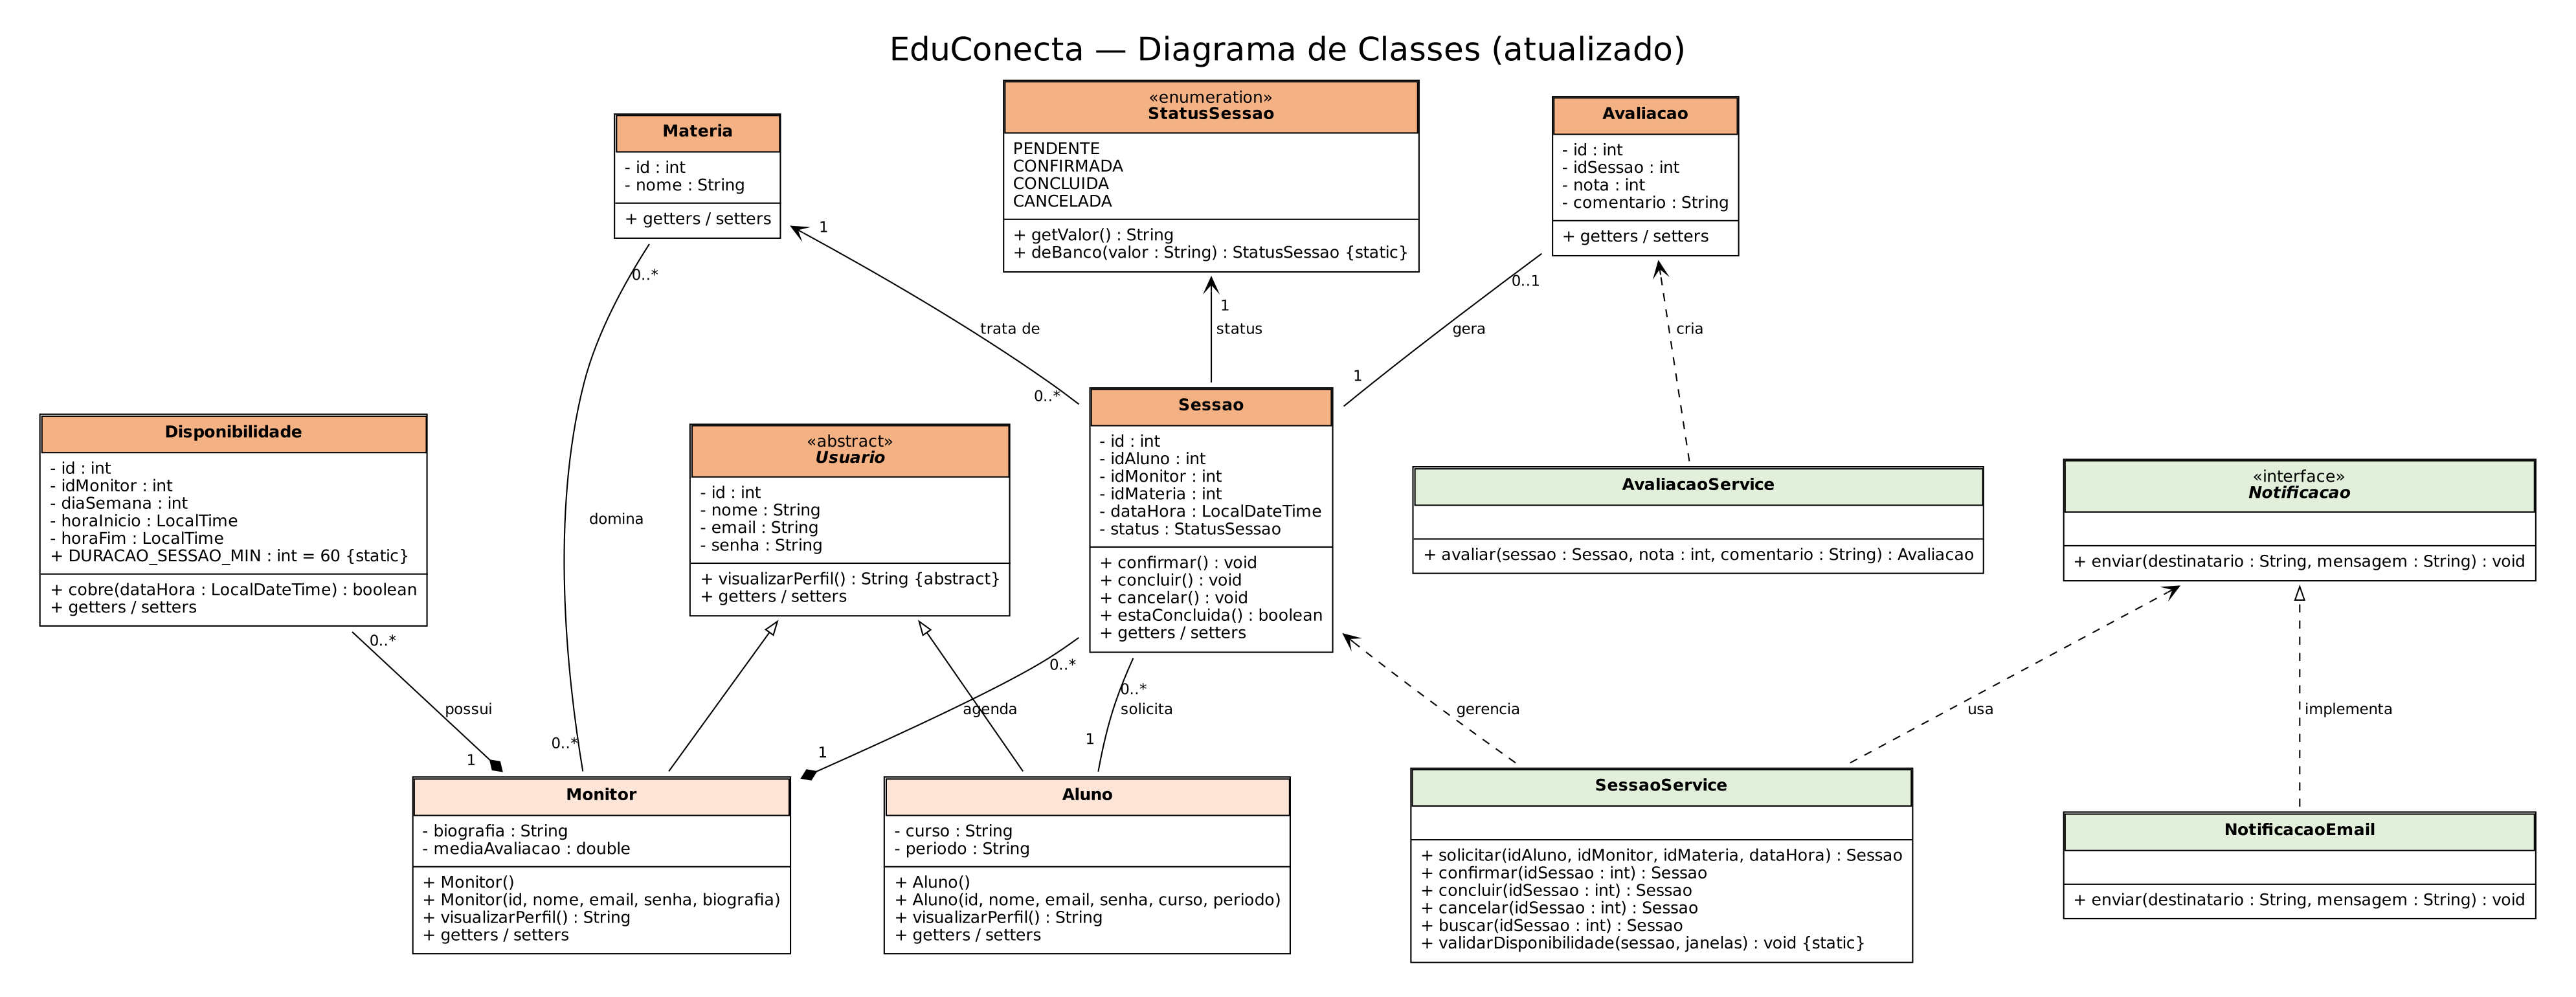 EduConecta — Diagrama de Classes (atualizado)
Materia
- id : int
- nome : String
+ getters / setters
«enumeration»
StatusSessao
PENDENTE
CONFIRMADA
CONCLUIDA
CANCELADA
+ getValor() : String
+ deBanco(valor : String) : StatusSessao {static}
Avaliacao
- id : int
- idSessao : int
- nota : int
- comentario : String
+ getters / setters
1
0..*
trata de
0..*
1
status
0..1
gera
1
cria
Disponibilidade
- id : int
- idMonitor : int
- diaSemana : int
- horaInicio : LocalTime
- horaFim : LocalTime
+ DURACAO_SESSAO_MIN : int = 60 {static}
+ cobre(dataHora : LocalDateTime) : boolean
+ getters / setters
domina
«abstract»
Usuario
- id : int
- nome : String
- email : String
- senha : String
+ visualizarPerfil() : String {abstract}
+ getters / setters
Sessao
- id : int
- idAluno : int
- idMonitor : int
- idMateria : int
- dataHora : LocalDateTime
- status : StatusSessao
+ confirmar() : void
+ concluir() : void
+ cancelar() : void
+ estaConcluida() : boolean
+ getters / setters
AvaliacaoService
+ avaliar(sessao : Sessao, nota : int, comentario : String) : Avaliacao
«interface»
Notificacao
+ enviar(destinatario : String, mensagem : String) : void
0..*
possui
1
0..*
0..*
agenda
1
0..*
solicita
1
gerencia
usa
implementa
Monitor
- biografia : String
- mediaAvaliacao : double
+ Monitor()
+ Monitor(id, nome, email, senha, biografia)
+ visualizarPerfil() : String
+ getters / setters
Aluno
- curso : String
- periodo : String
+ Aluno()
+ Aluno(id, nome, email, senha, curso, periodo)
+ visualizarPerfil() : String
+ getters / setters
SessaoService
+ solicitar(idAluno, idMonitor, idMateria, dataHora) : Sessao
+ confirmar(idSessao : int) : Sessao
+ concluir(idSessao : int) : Sessao
+ cancelar(idSessao : int) : Sessao
+ buscar(idSessao : int) : Sessao
+ validarDisponibilidade(sessao, janelas) : void {static}
NotificacaoEmail
+ enviar(destinatario : String, mensagem : String) : void